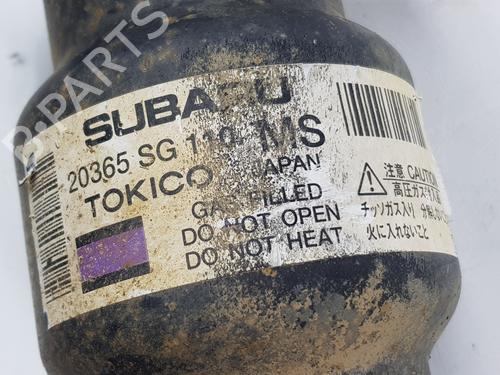 SUBARU
20365 SG 110 MS
TOKICO JAPAN
GAS FILLED
DO NOT OPEN
DO NOT HEAT
注意 CAUTION
高圧ガス
チッソガス入り
火に入れないこと
B-PARTS